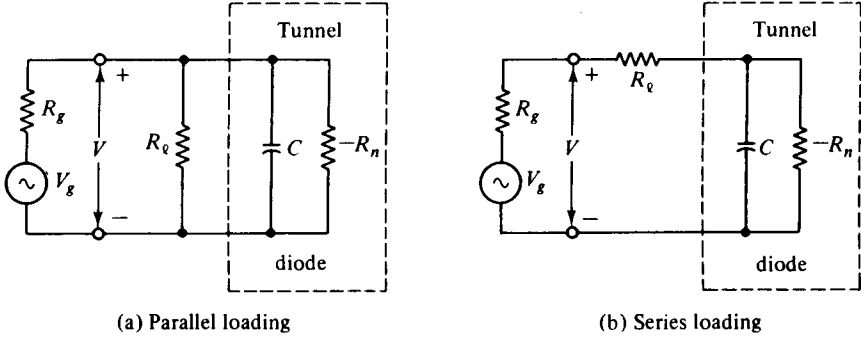 Tunnel
+
R_g
V
R_ℓ
C
−R_n
V_g
−
diode
(a) Parallel loading
Tunnel
+
R_ℓ
R_g
V
C
−R_n
V_g
−
diode
(b) Series loading